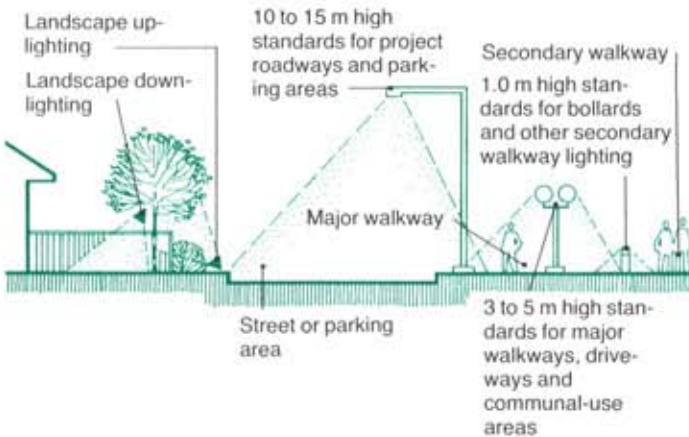 Landscape up-
lighting
Landscape down-
lighting
10 to 15 m high
standards for project
roadways and park-
ing areas
Secondary walkway
1.0 m high stan-
dards for bollards
and other secondary
walkway lighting
Major walkway
Street or parking
area
3 to 5 m high stan-
dards for major
walkways, drive-
ways and
communal-use
areas